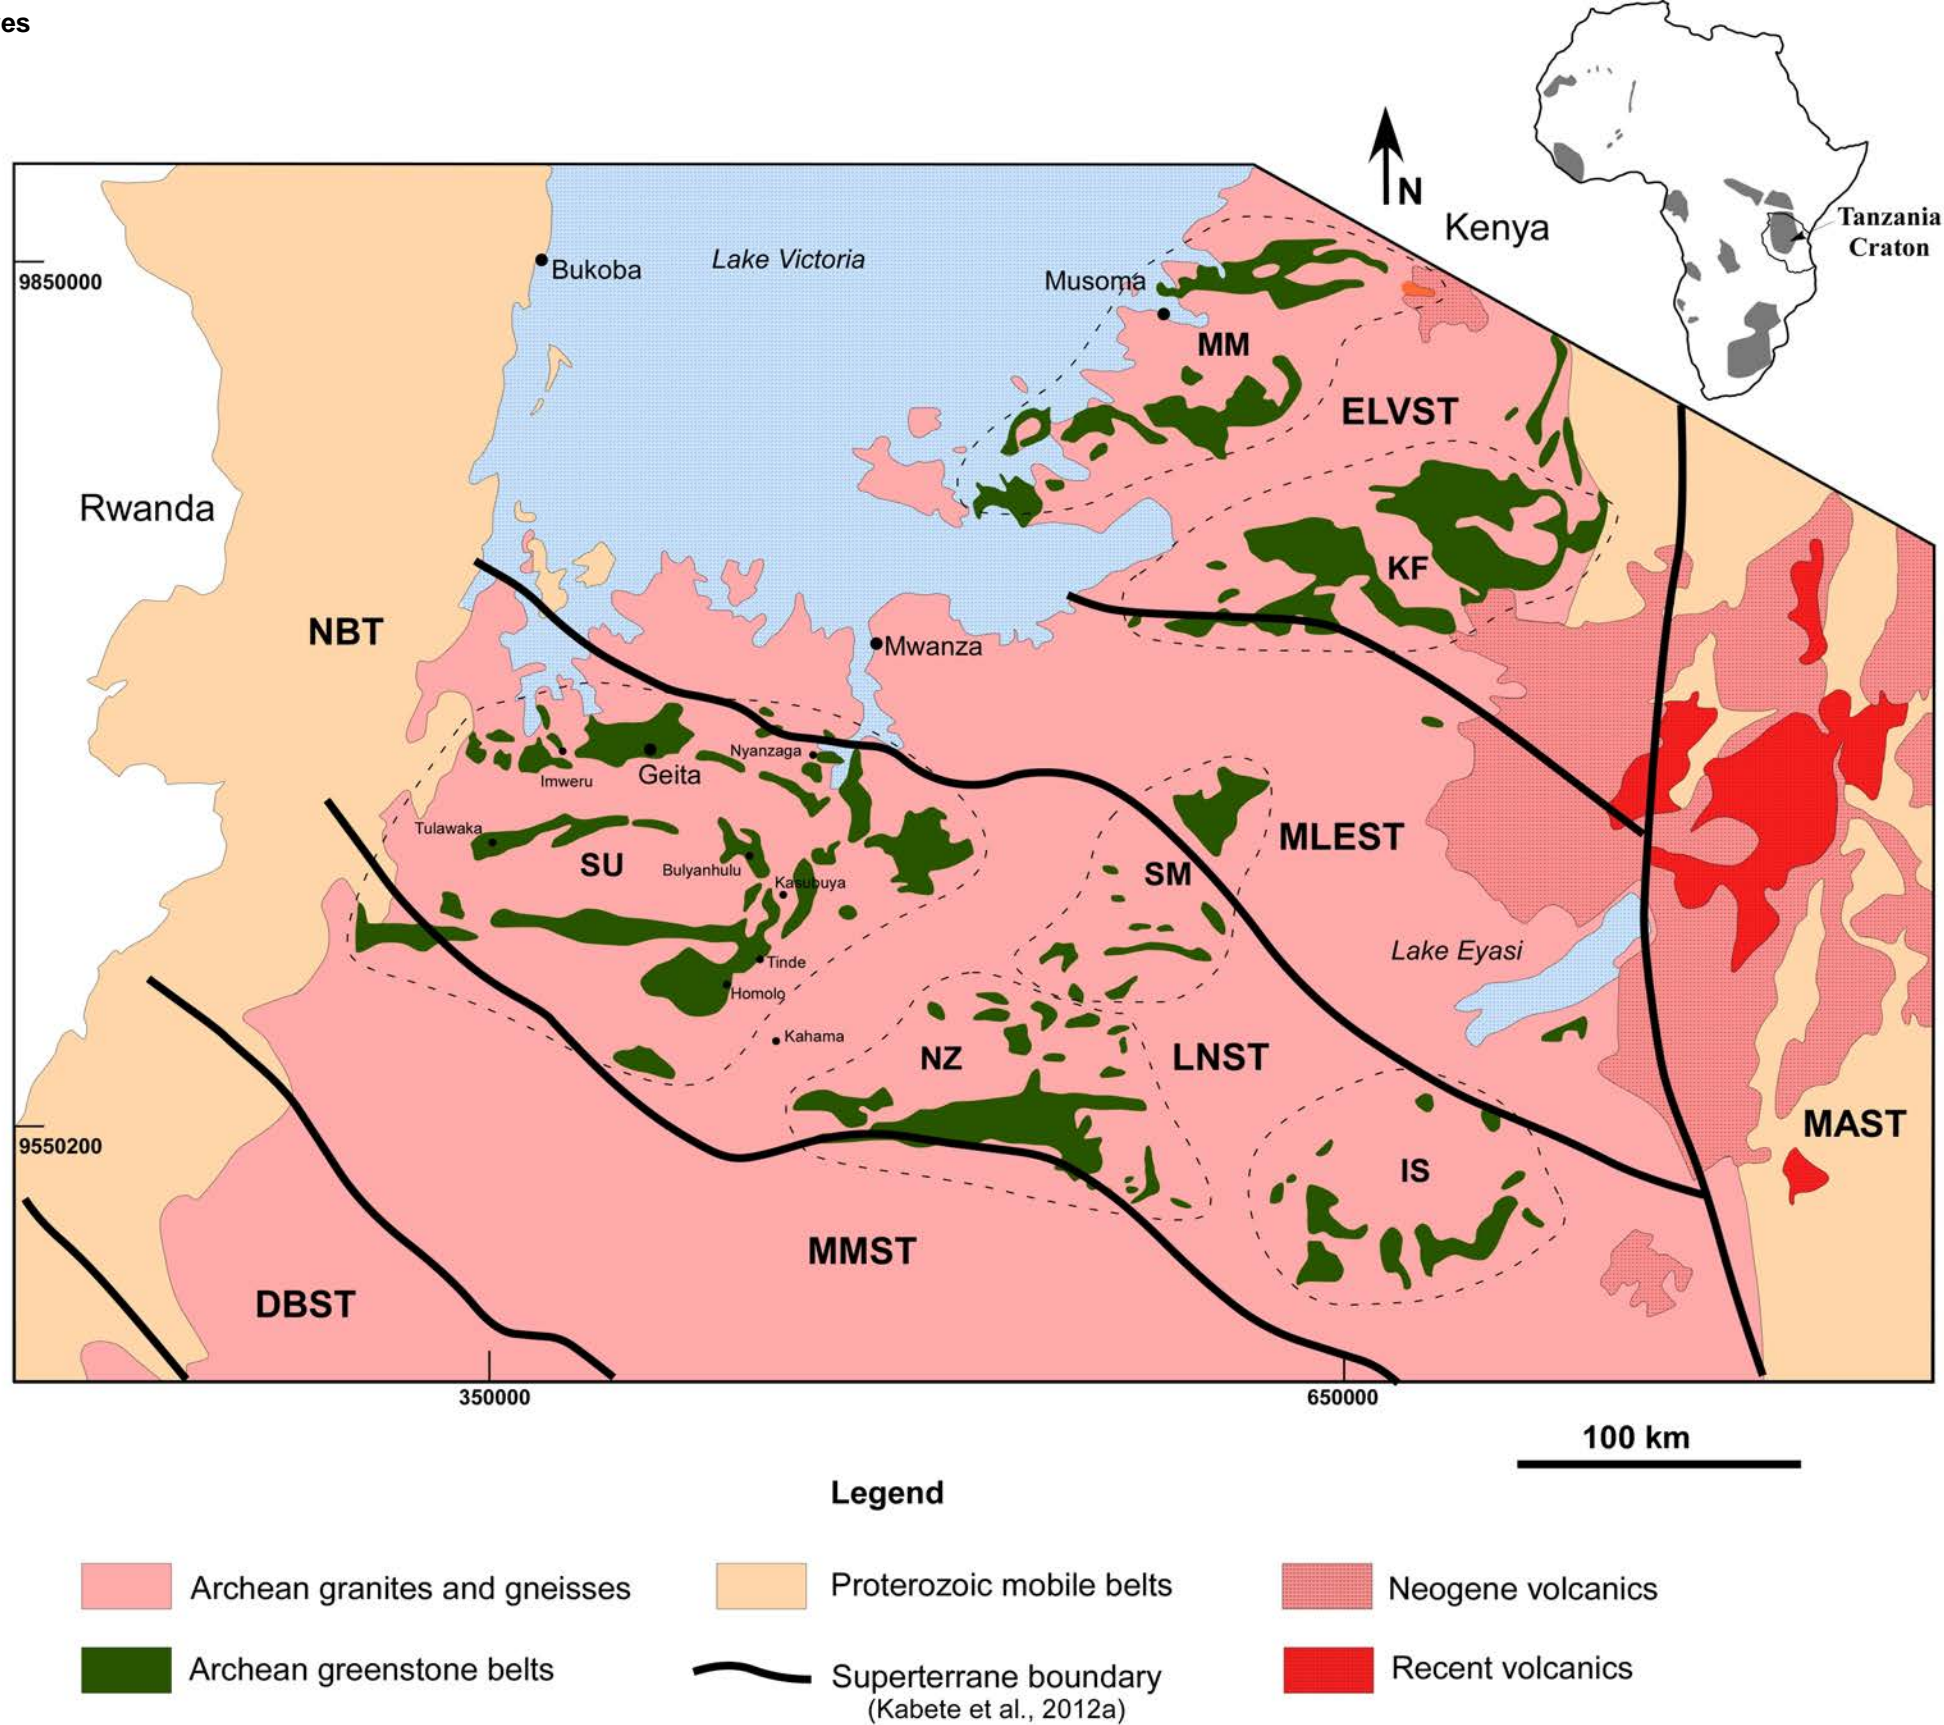 es
N
Kenya
Tanzania
Craton
9850000
Bukoba
Lake Victoria
Musoma
MM
ELVST
Rwanda
KF
NBT
Mwanza
Nyanzaga
Imweru
Geita
Tulawaka
SU
Bulyanhulu
Kasubuya
SM
MLEST
Lake Eyasi
Tinde
Homolo
Kahama
NZ
LNST
MAST
9550200
IS
MMST
DBST
350000
650000
100 km
Legend
Archean granites and gneisses
Proterozoic mobile belts
Neogene volcanics
Archean greenstone belts
Superterrane boundary
(Kabete et al., 2012a)
Recent volcanics